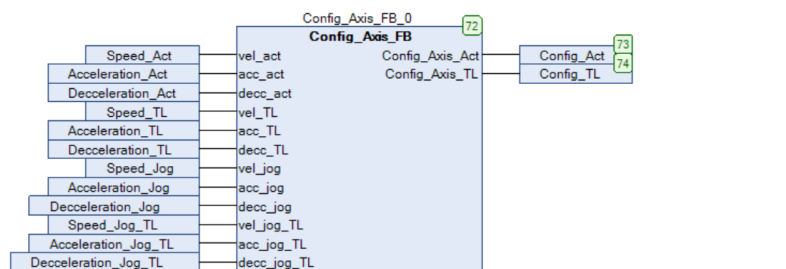 Config_Axis_FB_0
72
Config_Axis_FB
Speed_Act vel_act Config_Axis_Act Config_Act 73
Acceleration_Act acc_act Config_Axis_TL Config_TL 74
Decceleration_Act decc_act
Speed_TL vel_TL
Acceleration_TL acc_TL
Decceleration_TL decc_TL
Speed_Jog vel_jog
Acceleration_Jog acc_jog
Decceleration_Jog decc_jog
Speed_Jog_TL vel_jog_TL
Acceleration_Jog_TL acc_jog_TL
Decceleration_Jog_TL decc_jog_TL